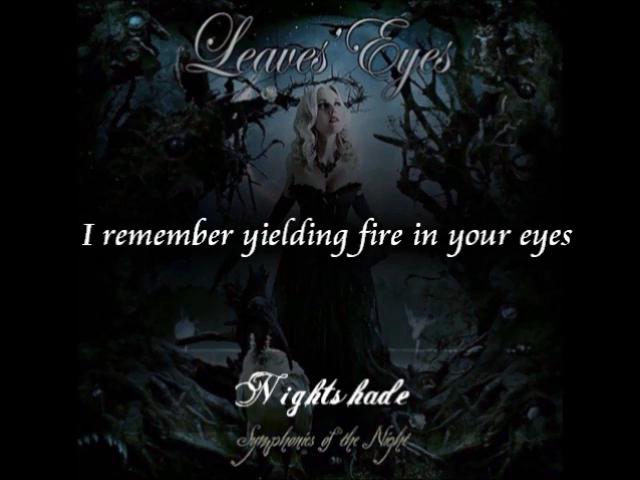 Leaves' Eyes
I remember yielding fire in your eyes
Nightshade
Symphonies of the Night